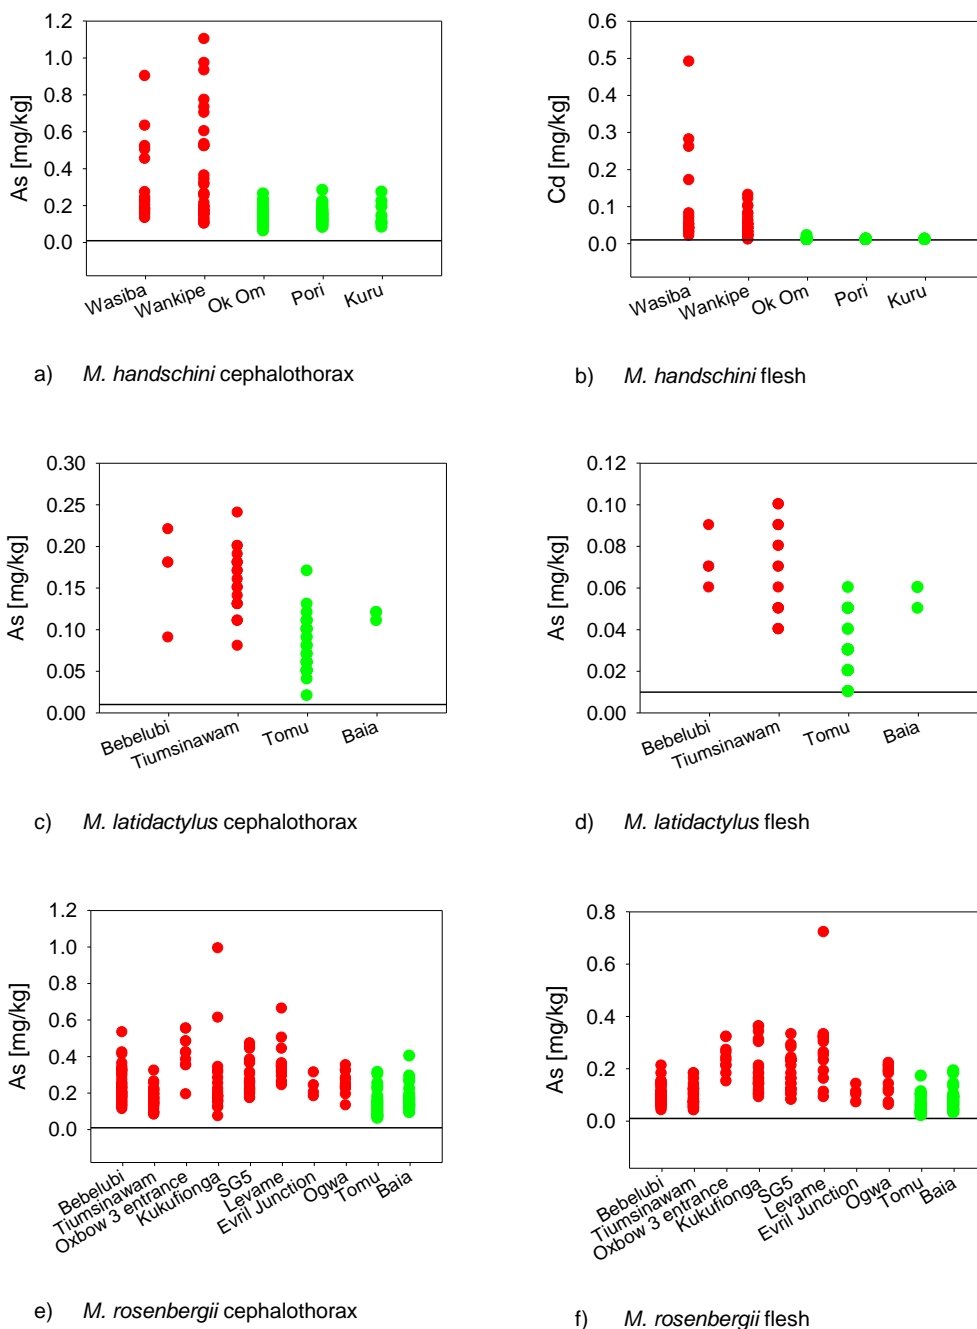 1.2
1.0
0.8
0.6
0.4
0.2
0.0
As [mg/kg]
Wasiba
Wankipe
Ok Om
Pori
Kuru
a) M. handschini cephalothorax
0.6
0.5
0.4
0.3
0.2
0.1
0.0
Cd [mg/kg]
Wasiba
Wankipe
Ok Om
Pori
Kuru
b) M. handschini flesh
0.30
0.25
0.20
0.15
0.10
0.05
0.00
As [mg/kg]
Bebelubi
Tiumsinawam
Tomu
Baia
c) M. latidactylus cephalothorax
0.12
0.10
0.08
0.06
0.04
0.02
0.00
As [mg/kg]
Bebelubi
Tiumsinawam
Tomu
Baia
d) M. latidactylus flesh
1.2
1.0
0.8
0.6
0.4
0.2
0.0
As [mg/kg]
Bebelubi
Tiumsinawam
Oxbow 3 entrance
Kukufionga
SG5
Levame
Evril Junction
Ogwa
Tomu
Baia
e) M. rosenbergii cephalothorax
0.8
0.6
0.4
0.2
0.0
As [mg/kg]
Bebelubi
Tiumsinawam
Oxbow 3 entrance
Kukufionga
SG5
Levame
Evril Junction
Ogwa
Tomu
Baia
f) M. rosenbergii flesh